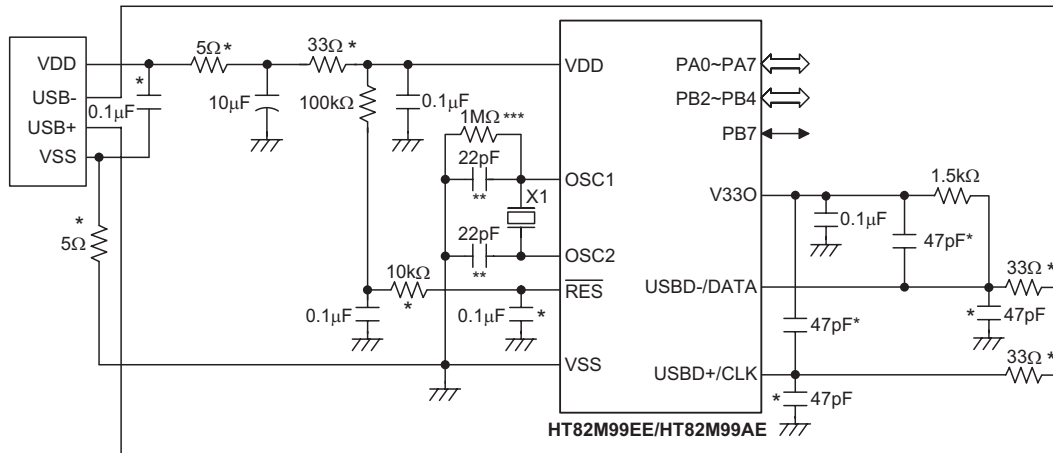 VDD
USB-
USB+
VSS
*
0.1µF
5Ω*
10µF
33Ω*
100kΩ
0.1µF
1MΩ ***
22pF
**
X1
22pF
**
10kΩ
*
0.1µF
0.1µF *
*
5Ω
VDD
OSC1
OSC2
RES
VSS
PA0~PA7
PB2~PB4
PB7
V33O
USBD-/DATA
USBD+/CLK
1.5kΩ
0.1µF
47pF*
33Ω *
* 47pF
47pF*
33Ω *
* 47pF
HT82M99EE/HT82M99AE